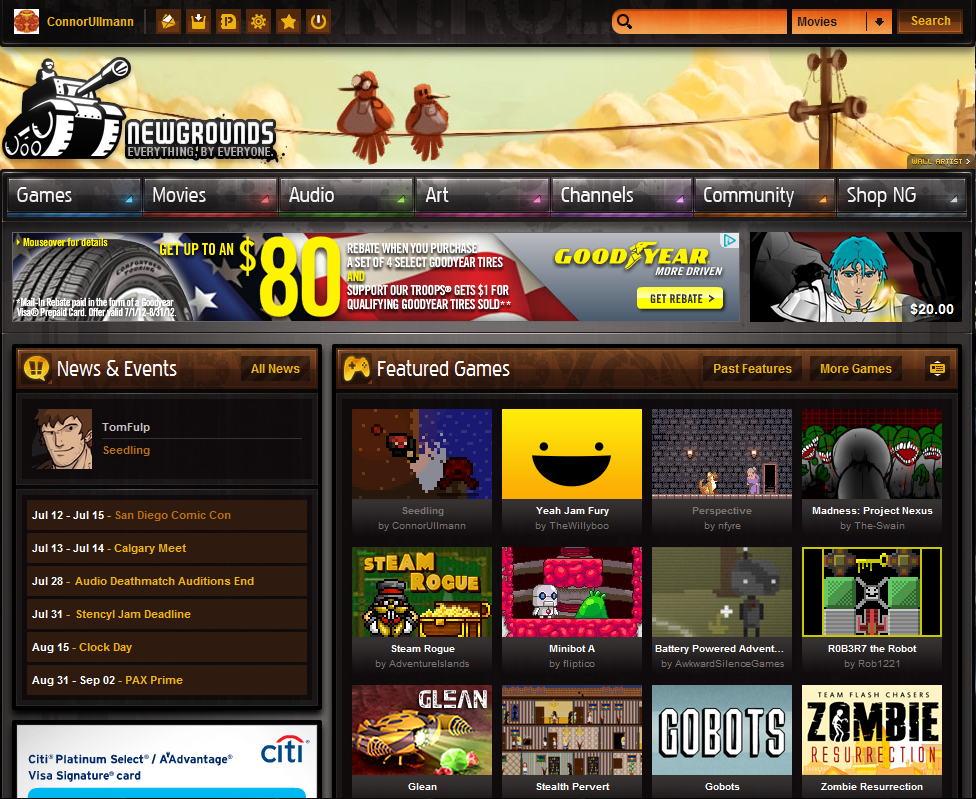 ConnorUllmann
Movies
Search
NEWGROUNDS
EVERYTHING, BY EVERYONE.
WALL ARTIST >
Games
Movies
Audio
Art
Channels
Community
Shop NG
Mouseover for details
GET UP TO AN
$80
REBATE WHEN YOU PURCHASE
A SET OF 4 SELECT GOODYEAR TIRES
AND
SUPPORT OUR TROOPS® GETS $1 FOR
QUALIFYING GOODYEAR TIRES SOLD**
*Mail-In Rebate paid in the form of a Goodyear
Visa® Prepaid Card. Offer valid 7/1/12-8/31/12.
GOODYEAR
MORE DRIVEN
GET REBATE >
$20.00
News & Events
All News
TomFulp
Seedling
Jul 12 - Jul 15 - San Diego Comic Con
Jul 13 - Jul 14 - Calgary Meet
Jul 28 - Audio Deathmatch Auditions End
Jul 31 - Stencyl Jam Deadline
Aug 15 - Clock Day
Aug 31 - Sep 02 - PAX Prime
Citi® Platinum Select® / AAdvantage®
Visa Signature® card
citi®
Featured Games
Past Features
More Games
Seedling
by ConnorUllmann
Yeah Jam Fury
by TheWillyboo
Perspective
by nfyre
Madness: Project Nexus
by The-Swain
STEAM
ROGUE
Steam Rogue
by AdventureIslands
Minibot A
by fliptico
Battery Powered Advent...
by AwkwardSilenceGames
R0B3R7 the Robot
by Rob1221
GLEAN
Glean
Stealth Pervert
GOBOTS
Gobots
TEAM FLASH CHASERS
ZOMBIE
RESURRECTION
Zombie Resurrection